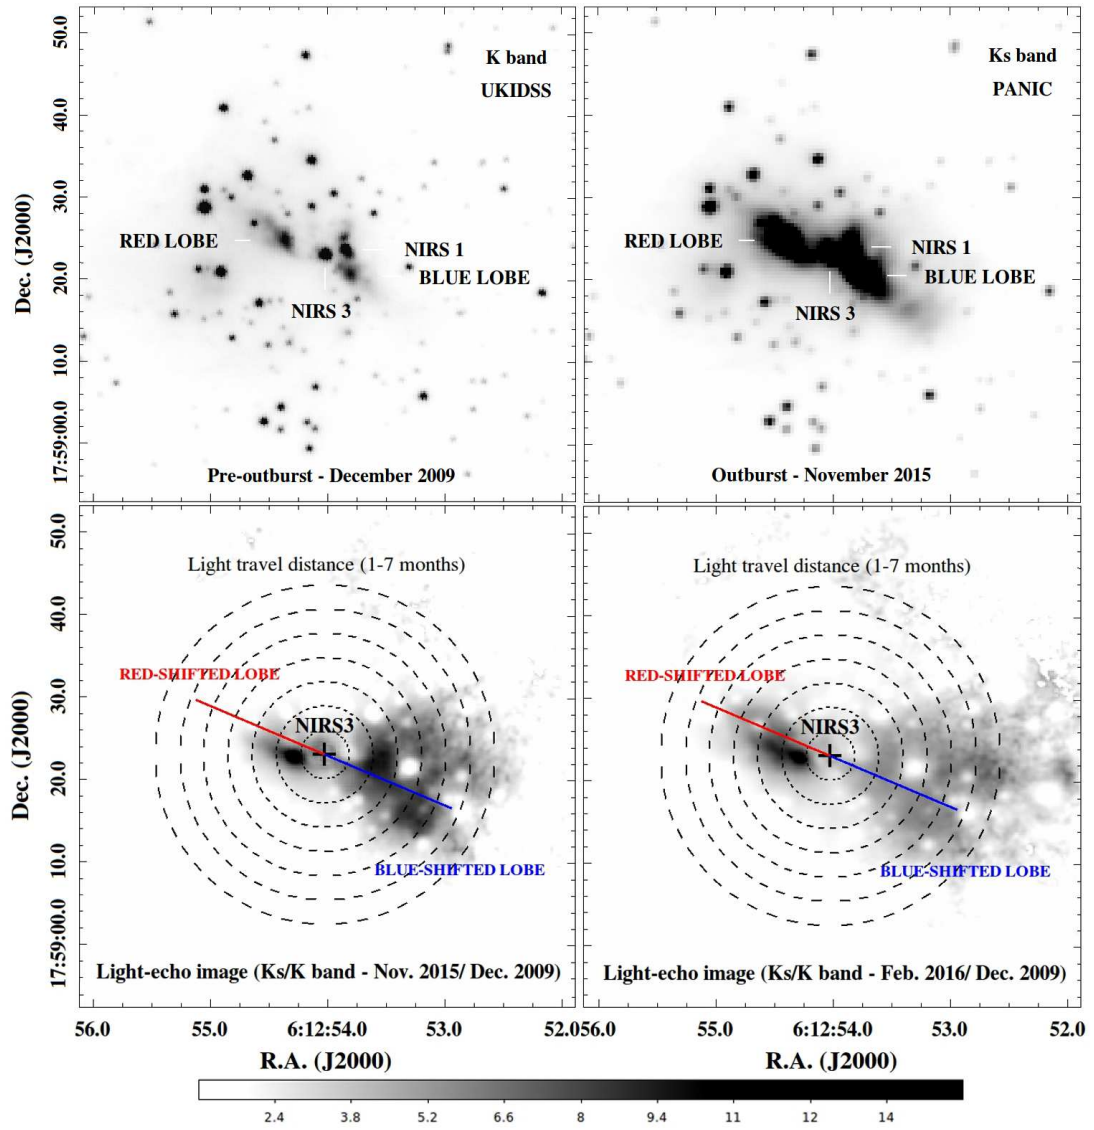 50.0
40.0
30.0
20.0
10.0
17:59:00.0
Dec. (J2000)
K band
UKIDSS
RED LOBE
NIRS 1
BLUE LOBE
NIRS 3
Pre-outburst - December 2009
Ks band
PANIC
RED LOBE
NIRS 1
BLUE LOBE
NIRS 3
Outburst - November 2015
50.0
40.0
30.0
20.0
10.0
17:59:00.0
Dec. (J2000)
Light travel distance (1-7 months)
RED-SHIFTED LOBE
NIRS3
BLUE-SHIFTED LOBE
Light-echo image (Ks/K band - Nov. 2015/ Dec. 2009)
Light travel distance (1-7 months)
RED-SHIFTED LOBE
NIRS3
BLUE-SHIFTED LOBE
Light-echo image (Ks/K band - Feb. 2016/ Dec. 2009)
56.0 55.0 6:12:54.0 53.0 52.0 56.0 55.0 6:12:54.0 53.0 52.0
R.A. (J2000) R.A. (J2000)
2.4 3.8 5.2 6.6 8 9.4 11 12 14